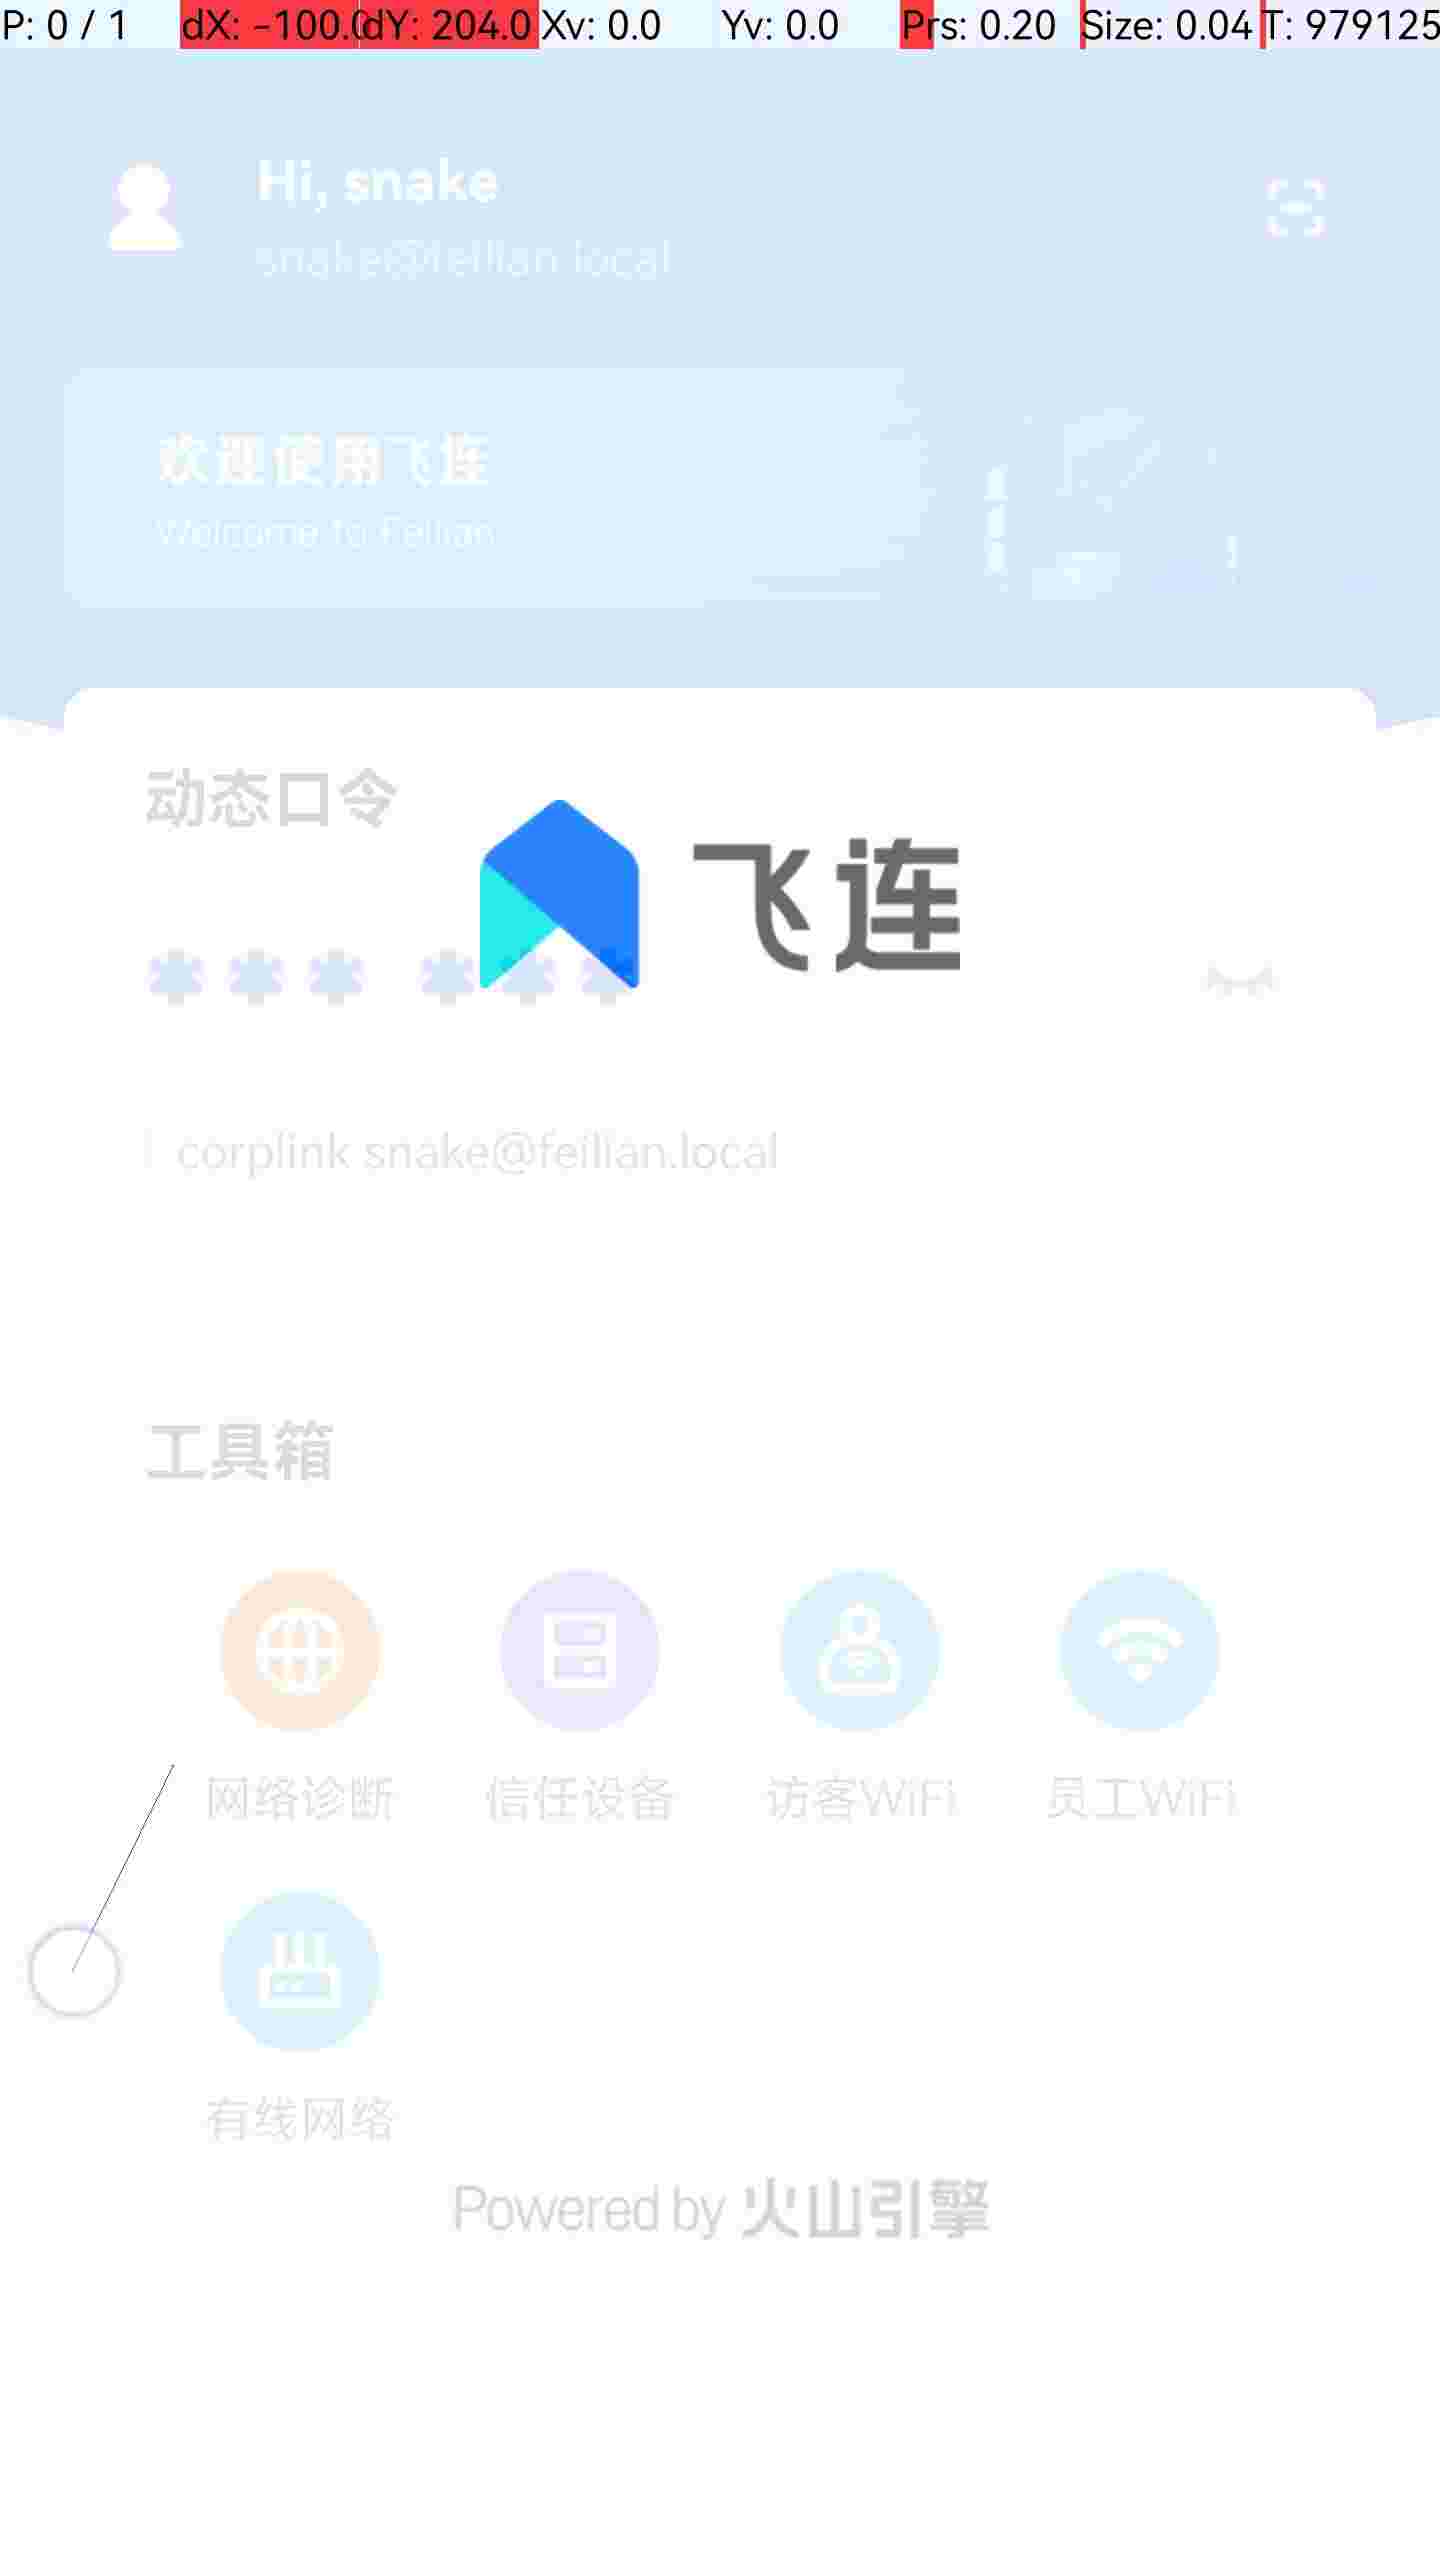 P: 0 / 1 dX: -100.0 dY: 204.0 Xv: 0.0 Yv: 0.0 Prs: 0.20 Size: 0.04 T: 979125
Hi, snake
snake@feilian.local
欢迎使用飞连
Welcome to Feilian
动态口令
飞连
*** ***
corplink snake@feilian.local
工具箱
网络诊断 信任设备 访客WiFi 员工WiFi
有线网络
Powered by 火山引擎